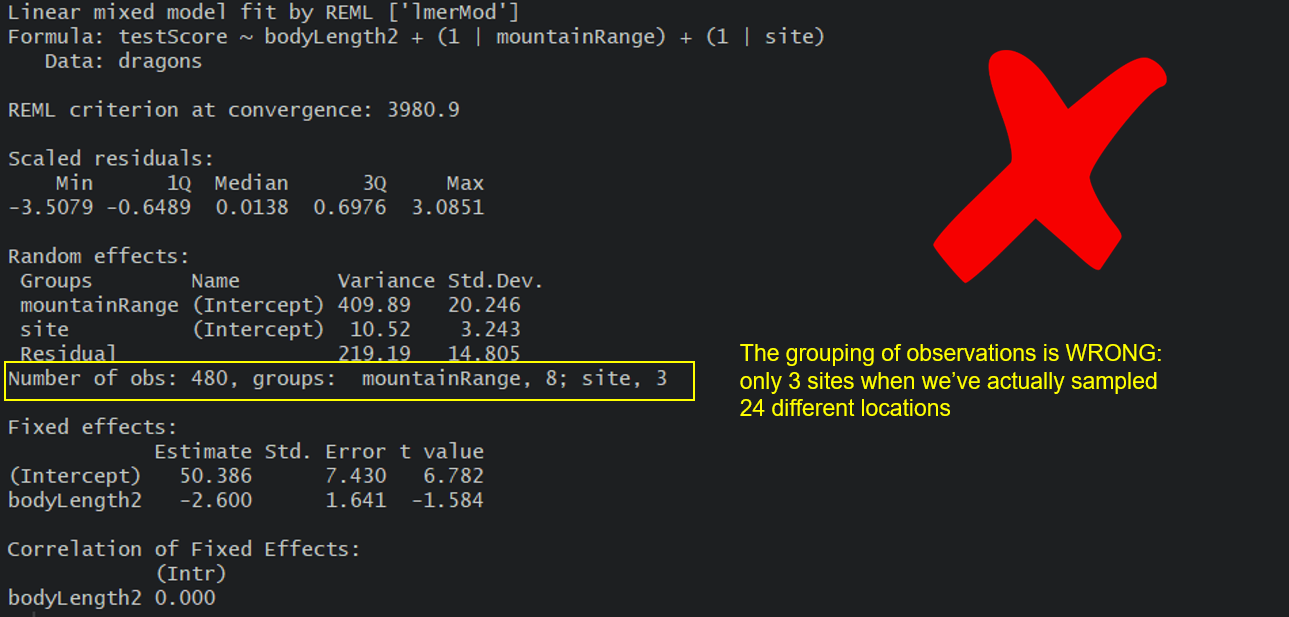 Linear mixed model fit by REML ['lmerMod']
Formula: testScore ~ bodyLength2 + (1 | mountainRange) + (1 | site)
   Data: dragons
REML criterion at convergence: 3980.9
Scaled residuals:
    Min      1Q  Median      3Q     Max
-3.5079 -0.6489  0.0138  0.6976  3.0851
Random effects:
 Groups        Name        Variance Std.Dev.
 mountainRange (Intercept) 409.89   20.246
 site          (Intercept)  10.52    3.243
 Residual                  219.19   14.805
Number of obs: 480, groups:  mountainRange, 8; site, 3
The grouping of observations is WRONG:
only 3 sites when we've actually sampled
24 different locations
Fixed effects:
            Estimate Std. Error t value
(Intercept)   50.386      7.430   6.782
bodyLength2   -2.600      1.641  -1.584
Correlation of Fixed Effects:
            (Intr)
bodyLength2 0.000